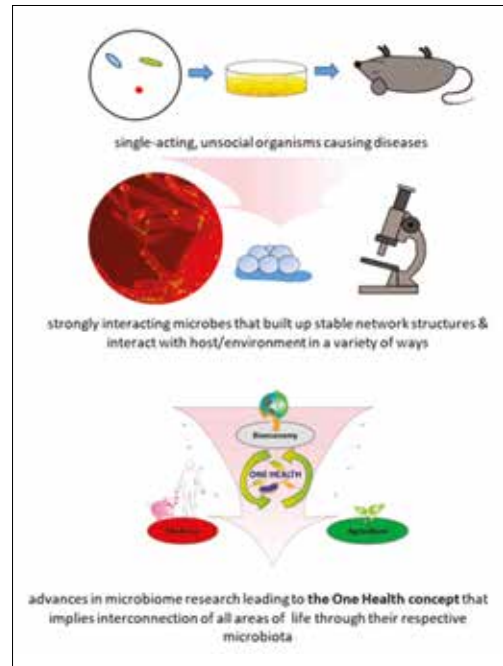 single-acting, unsocial organisms causing diseases
strongly interacting microbes that built up stable network structures &
interact with host/environment in a variety of ways
Bioeconomy
ONE HEALTH
Agriculture
advances in microbiome research leading to the One Health concept that
implies interconnection of all areas of life through their respective
microbiota